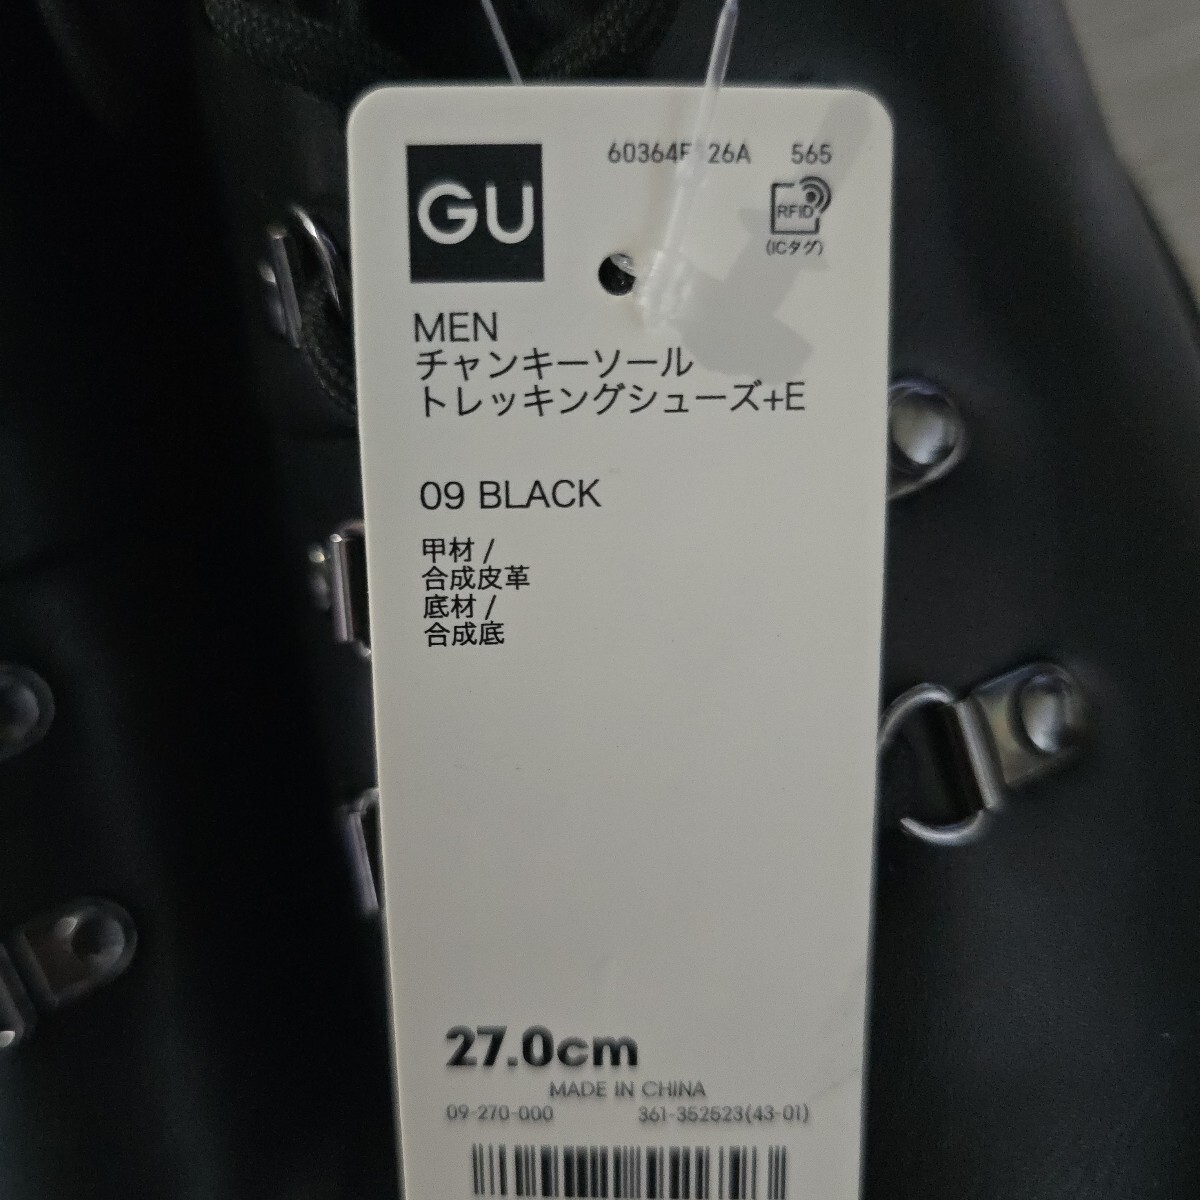 GU
565
RFID
(ICタグ)
MEN
チャンキーソール
トレッキングシューズ+E
09 BLACK
甲材 /
合成皮革
底材 /
合成底
27.0cm
MADE IN CHINA
09-270-000 361-352523(43-01)